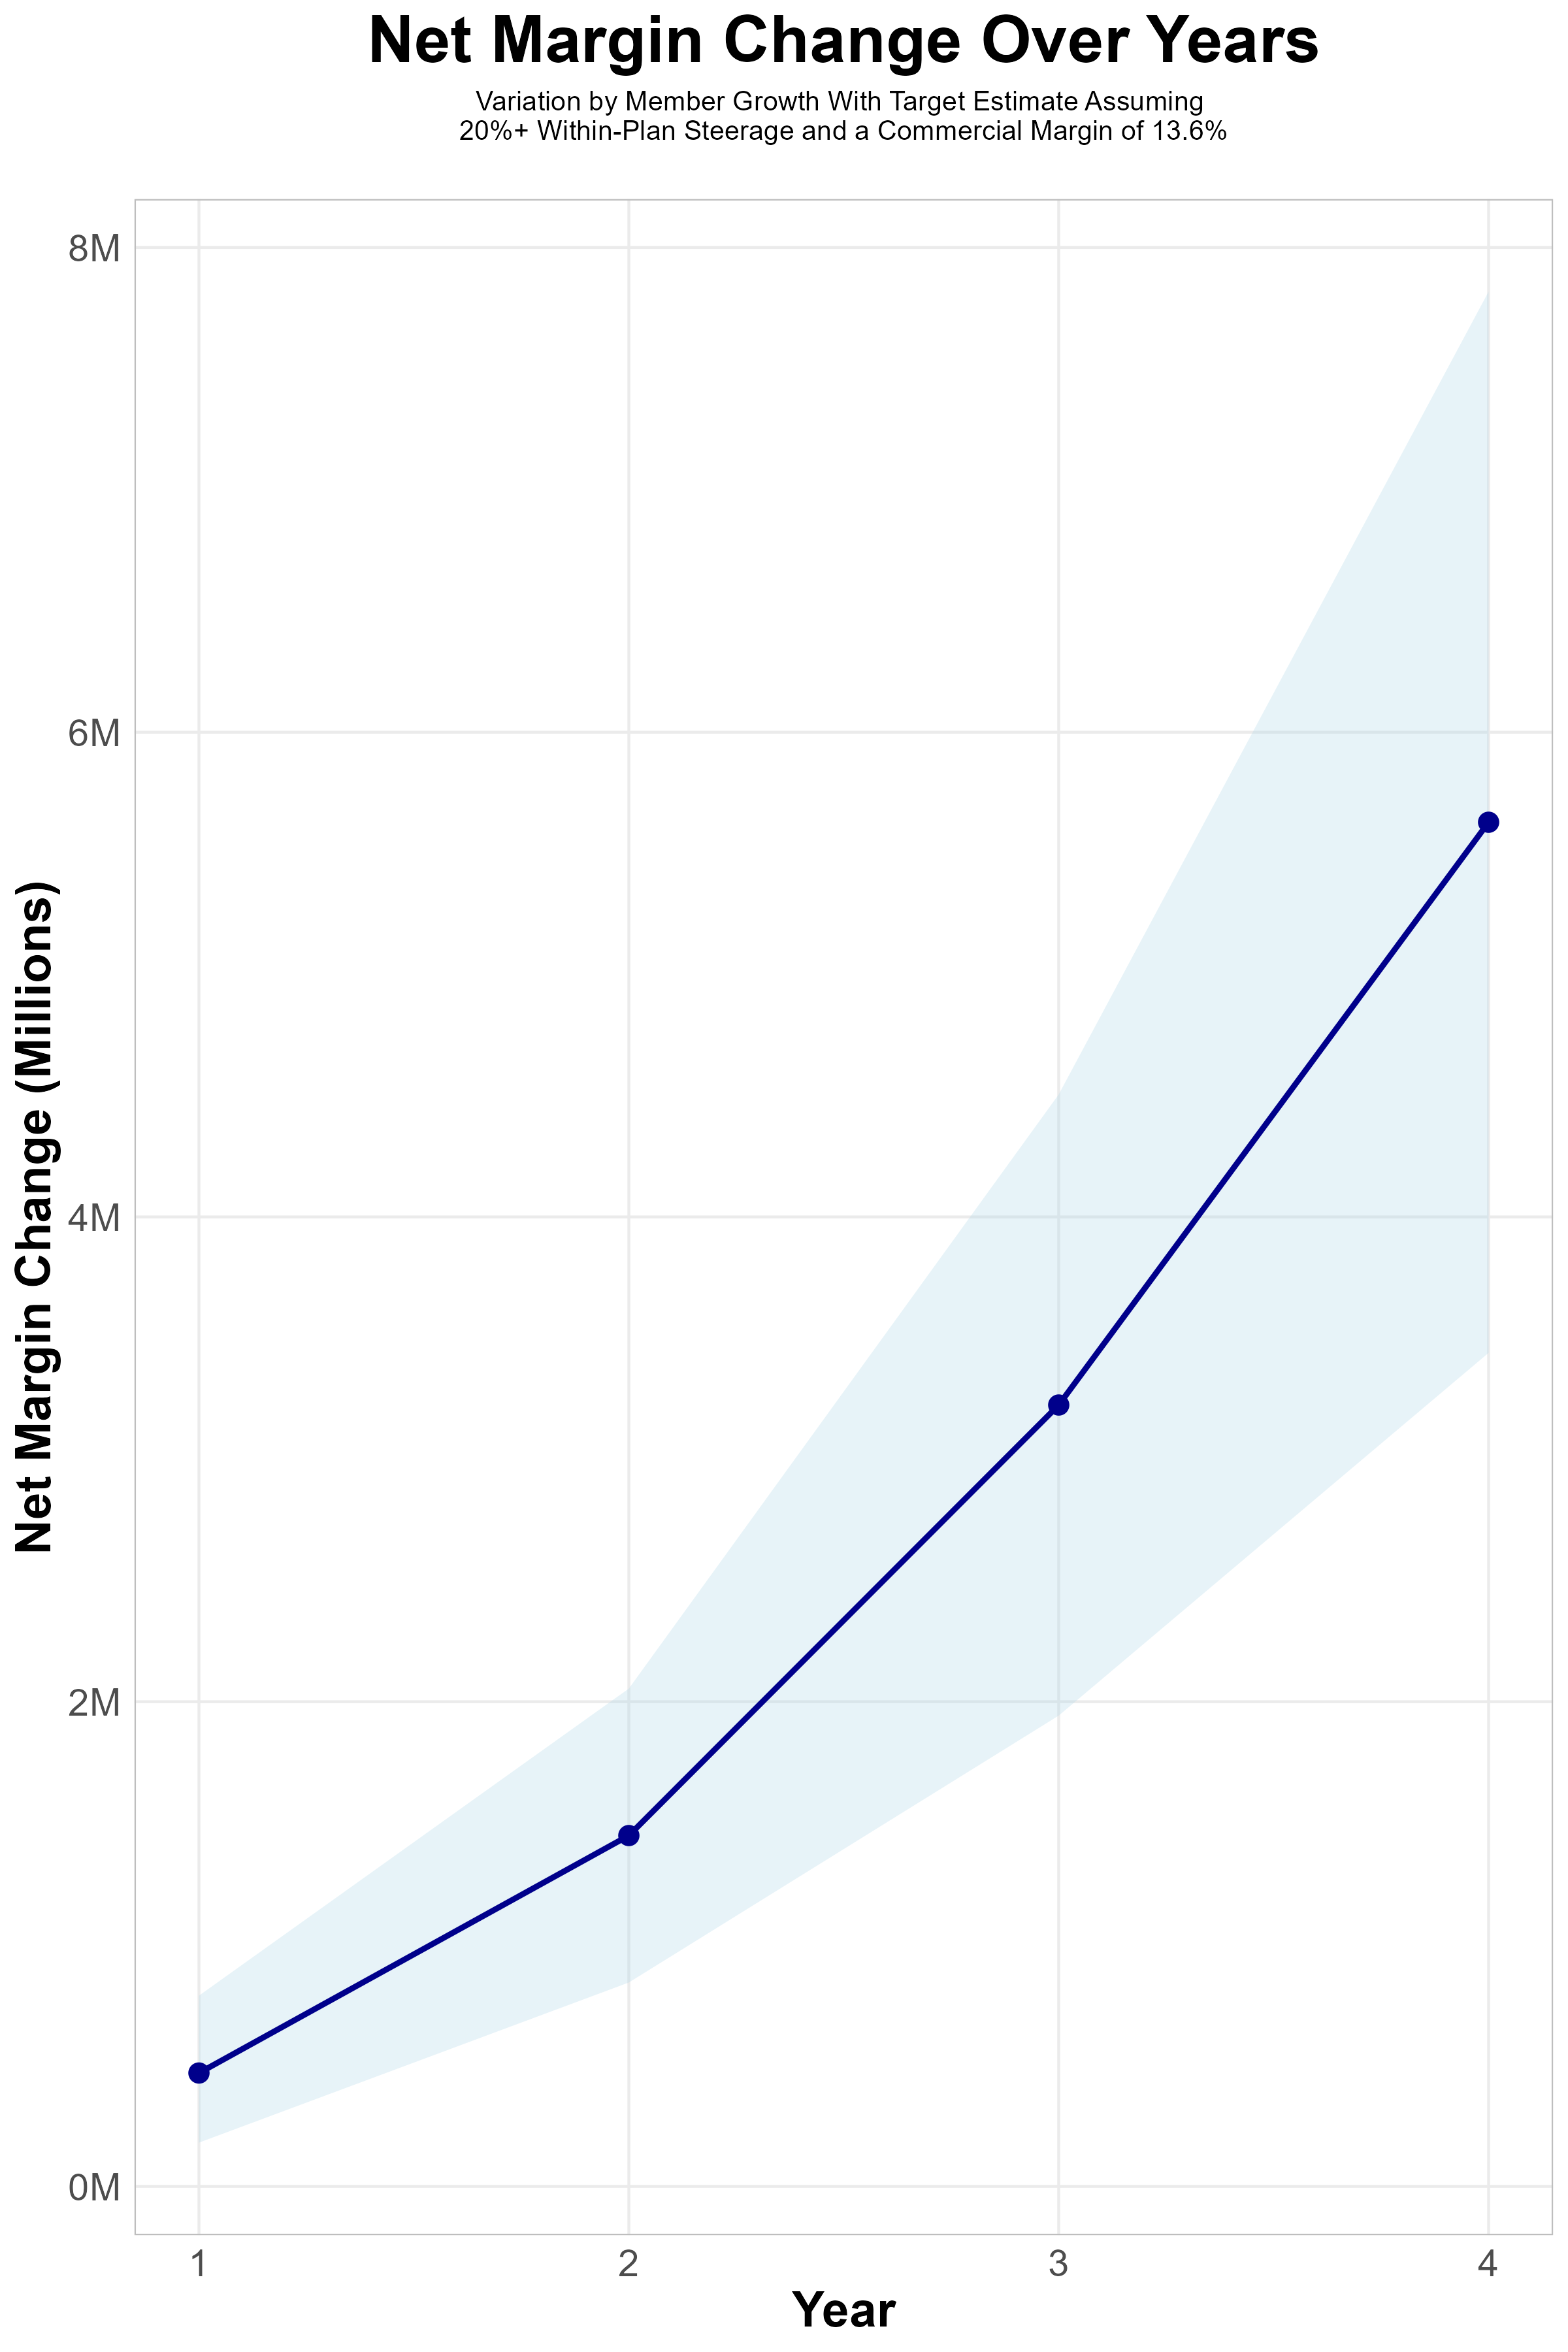 Net Margin Change Over Years
Variation by Member Growth With Target Estimate Assuming
20%+ Within-Plan Steerage and a Commercial Margin of 13.6%
8M
6M
4M
2M
0M
Net Margin Change (Millions)
1
2
3
4
Year